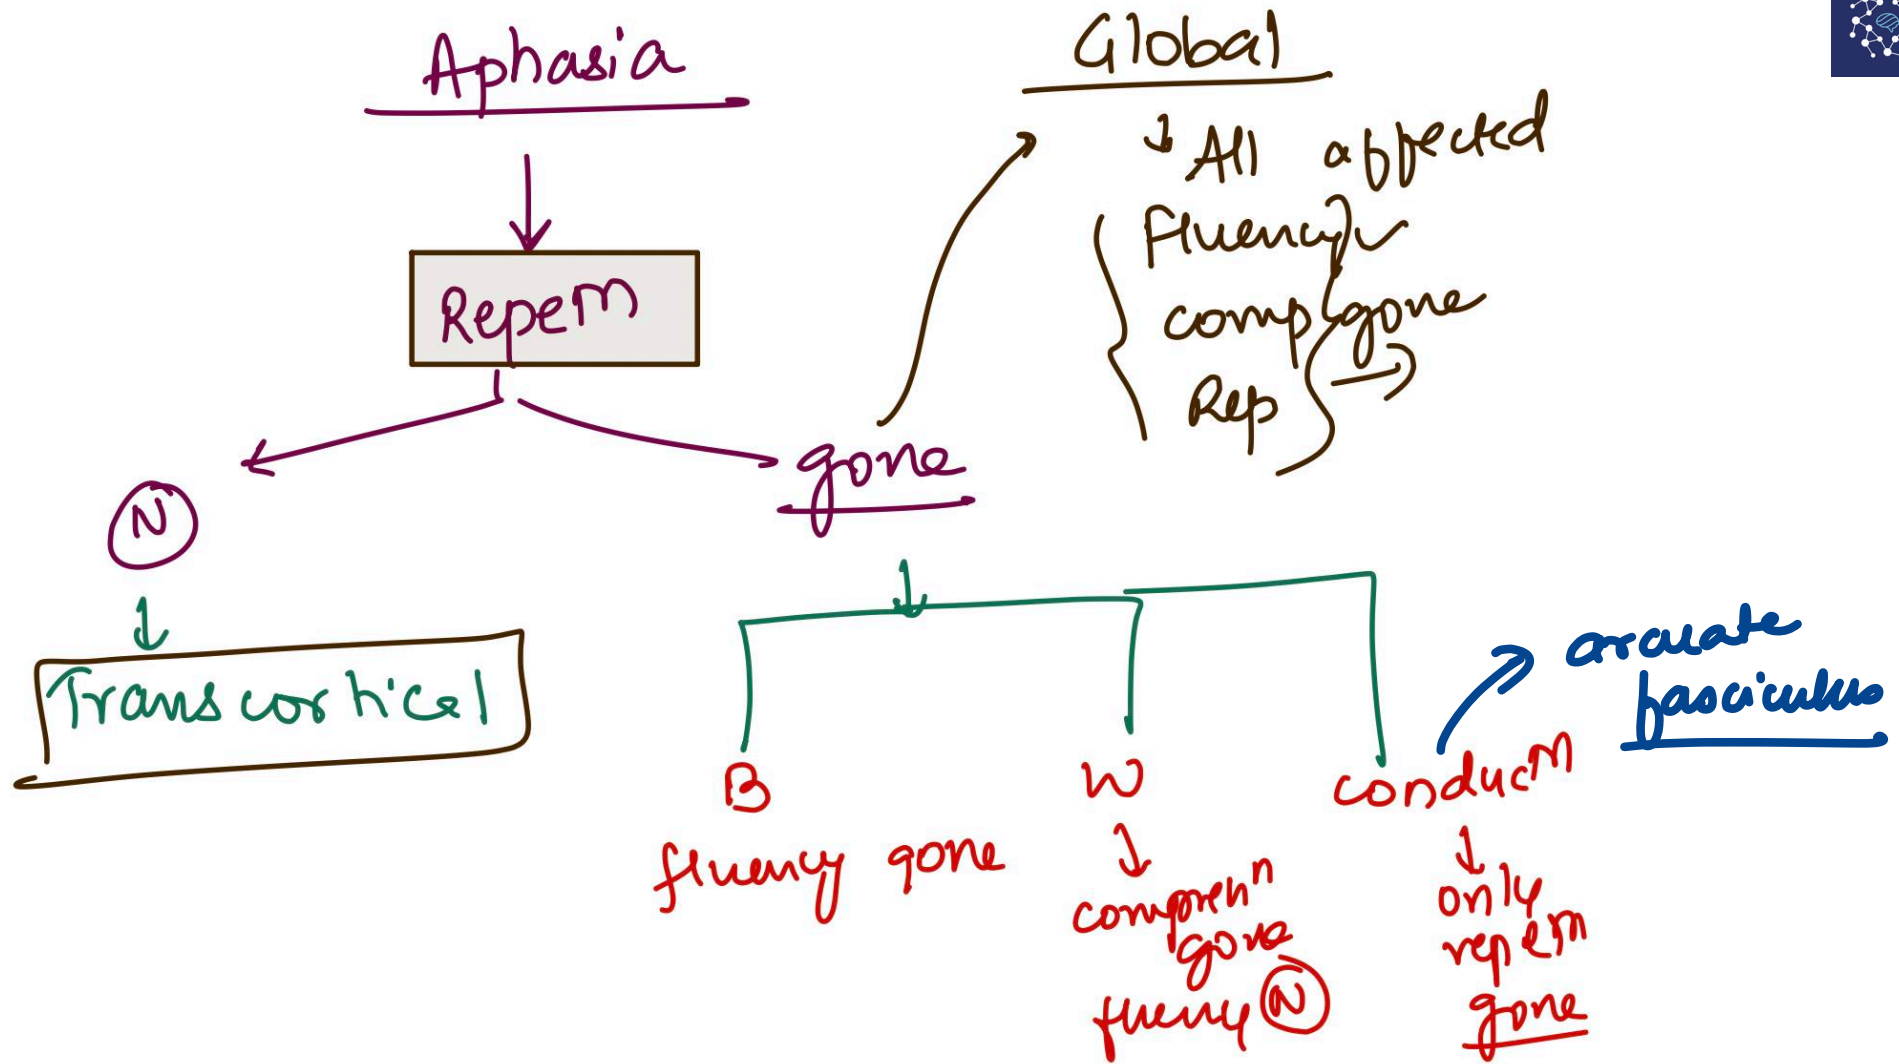 Aphasia
Repem
N
Transcortical
gone
Global
All affected
Fluency
comp gone
Rep
B
fluency gone
W
comprehn
gone
fluency N
conducm
only
repem
gone
arcuate
fasciculus